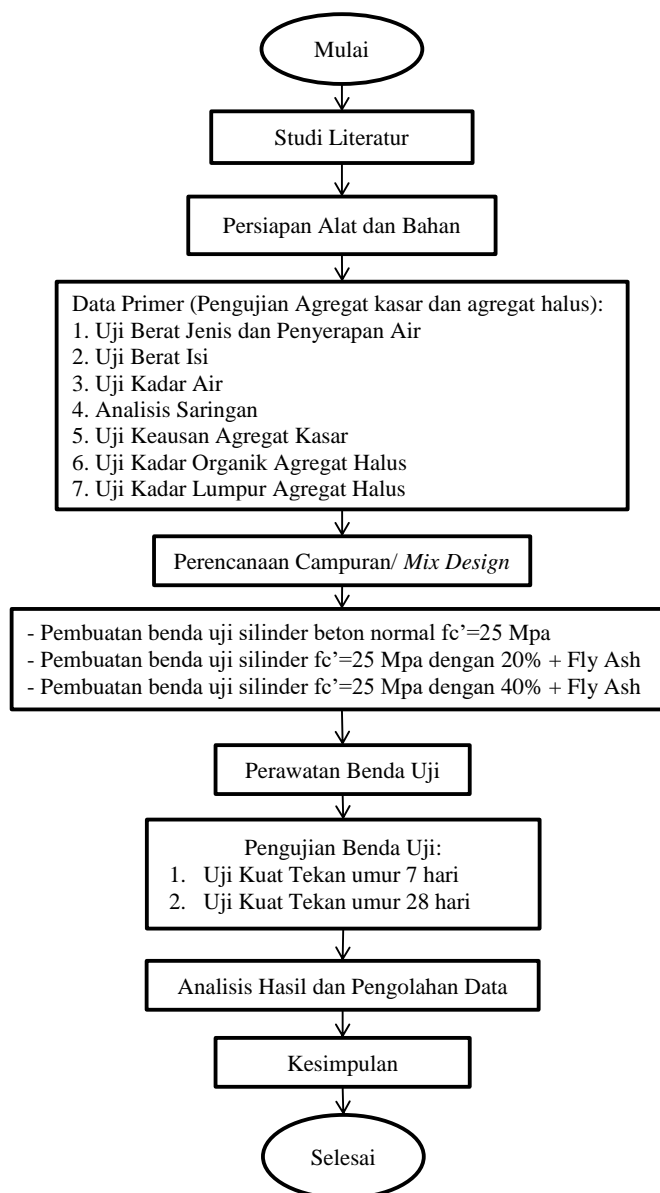 Mulai
Studi Literatur
Persiapan Alat dan Bahan
Data Primer (Pengujian Agregat kasar dan agregat halus):
1. Uji Berat Jenis dan Penyerapan Air
2. Uji Berat Isi
3. Uji Kadar Air
4. Analisis Saringan
5. Uji Keausan Agregat Kasar
6. Uji Kadar Organik Agregat Halus
7. Uji Kadar Lumpur Agregat Halus
Perencanaan Campuran/ Mix Design
- Pembuatan benda uji silinder beton normal fc’=25 Mpa
- Pembuatan benda uji silinder fc’=25 Mpa dengan 20% + Fly Ash
- Pembuatan benda uji silinder fc’=25 Mpa dengan 40% + Fly Ash
Perawatan Benda Uji
Pengujian Benda Uji:
1. Uji Kuat Tekan umur 7 hari
2. Uji Kuat Tekan umur 28 hari
Analisis Hasil dan Pengolahan Data
Kesimpulan
Selesai